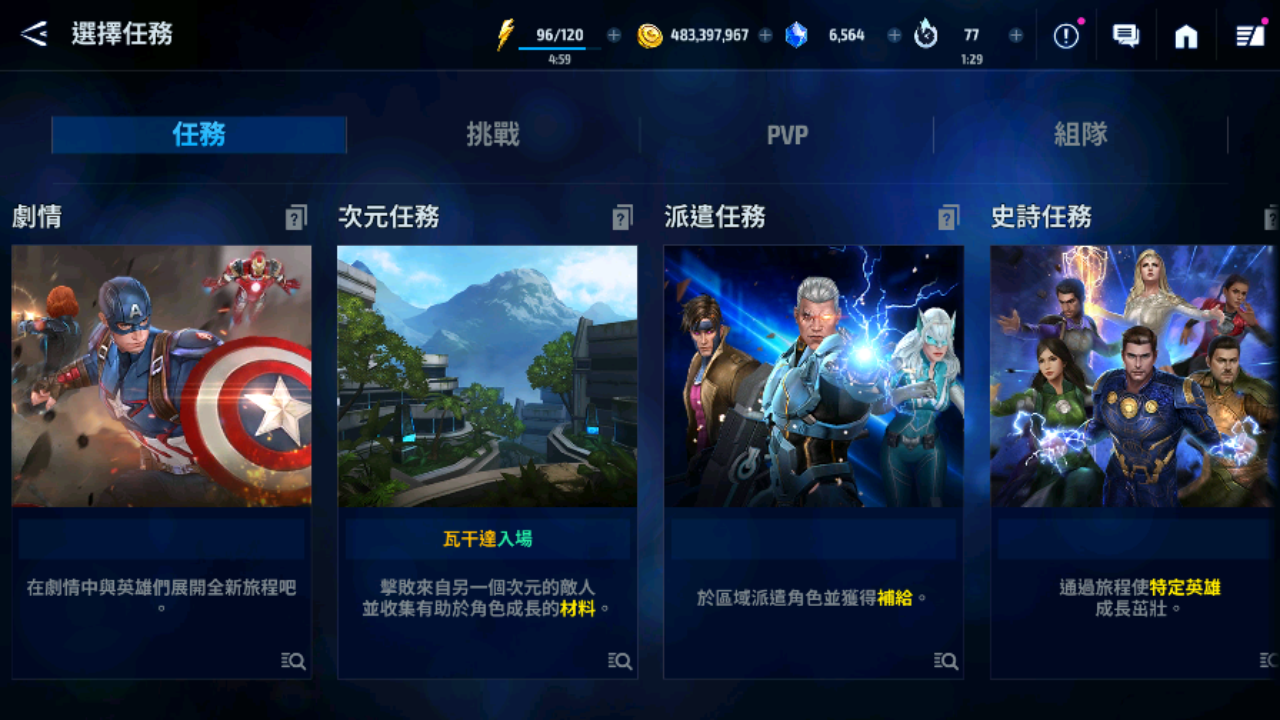 選擇任務
96/120
4:59
483,397,967
6,564
77
1:29
任務
挑戰
PVP
組隊
劇情
次元任務
派遣任務
史詩任務
瓦干達入場
在劇情中與英雄們展開全新旅程吧
。
擊敗來自另一個次元的敵人
並收集有助於角色成長的材料。
於區域派遣角色並獲得補給。
通過旅程使特定英雄
成長茁壯。